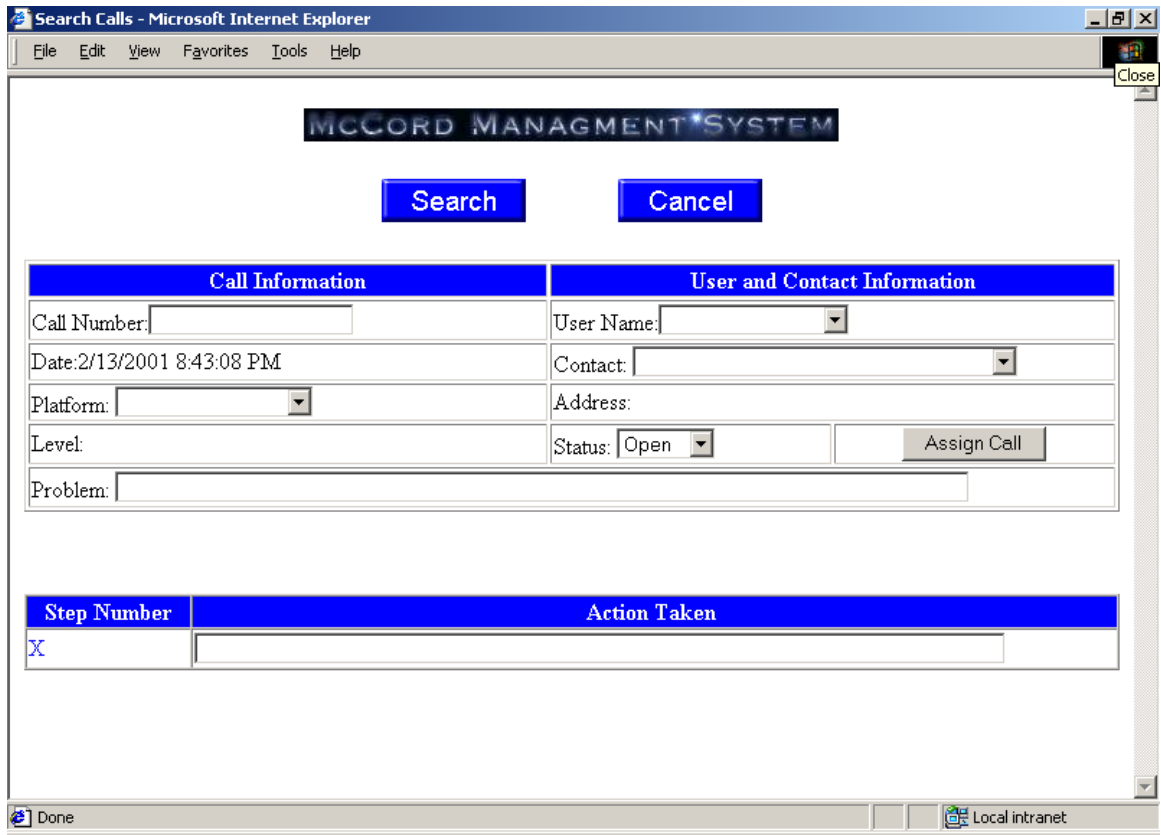 Search Calls - Microsoft Internet Explorer
File Edit View Favorites Tools Help
Close
McCord Managment System
Search Cancel
Call Information User and Contact Information
Call Number: User Name:
Date:2/13/2001 8:43:08 PM Contact:
Platform: Address:
Level: Status: Open Assign Call
Problem:
Step Number Action Taken
X
Done Local intranet